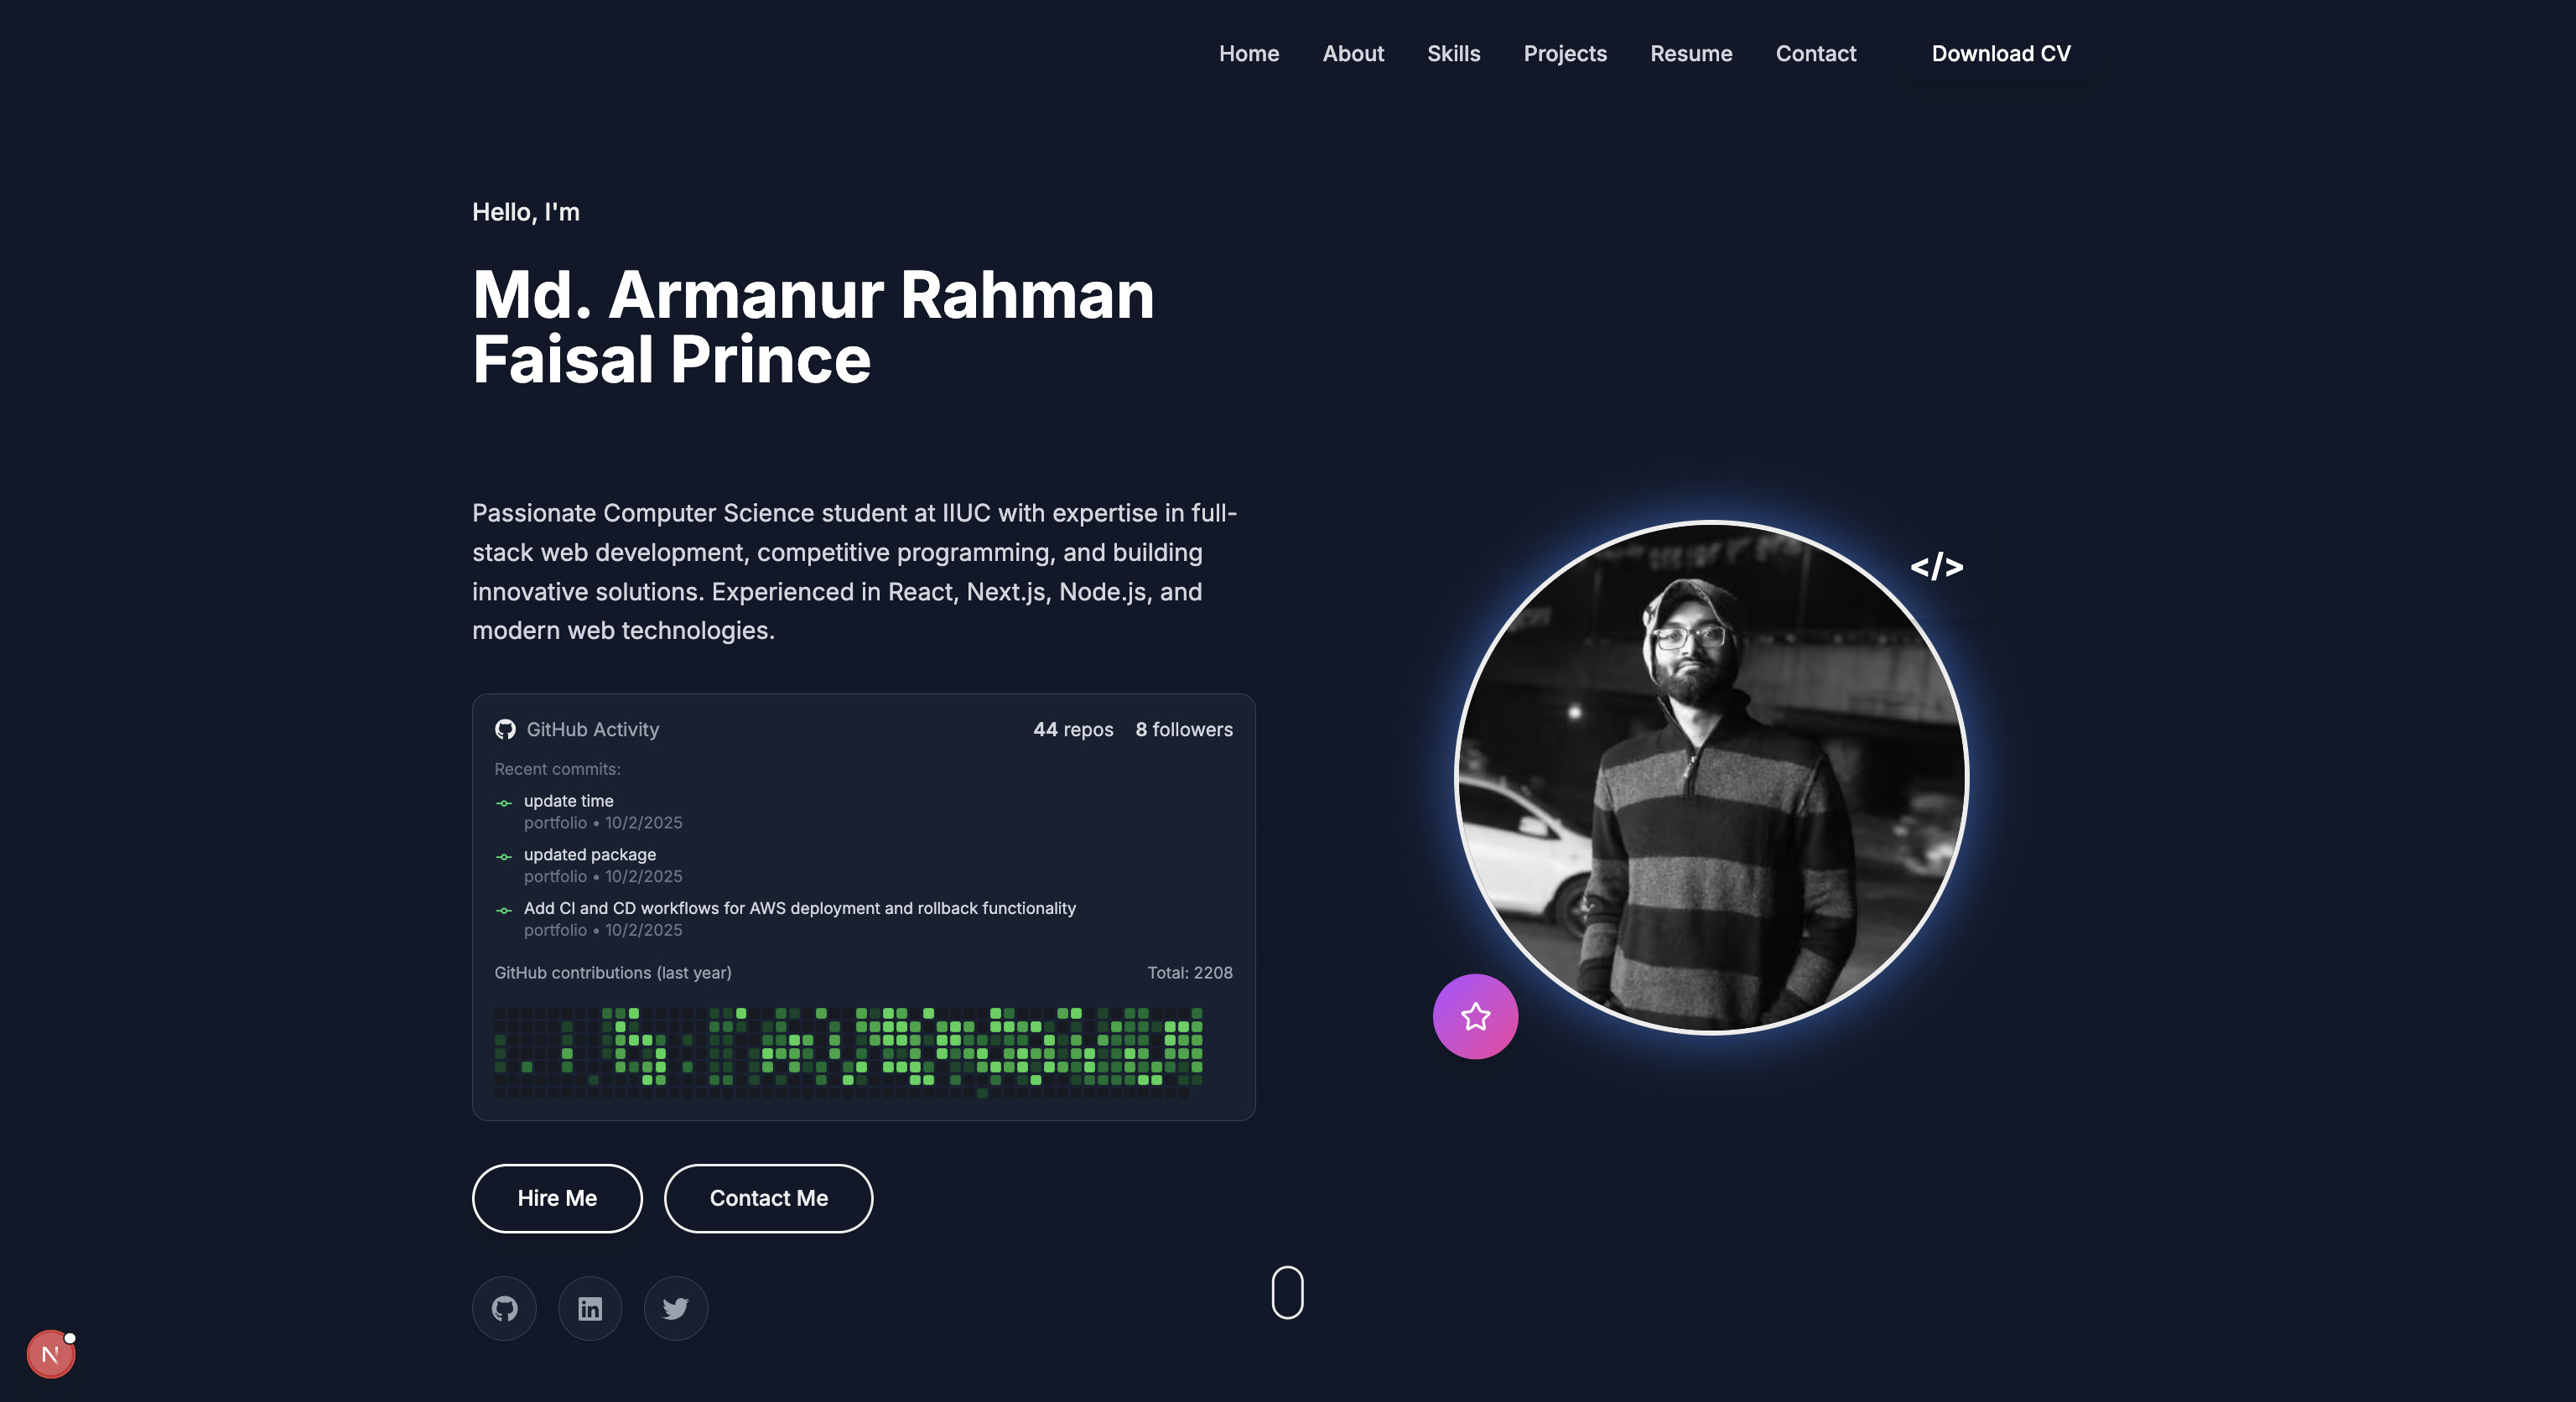 Home About Skills Projects Resume Contact Download CV
Hello, I'm
Md. Armanur Rahman
Faisal Prince
Passionate Computer Science student at IIUC with expertise in full-
stack web development, competitive programming, and building
innovative solutions. Experienced in React, Next.js, Node.js, and
modern web technologies.
GitHub Activity 44 repos 8 followers
Recent commits:
update time
portfolio • 10/2/2025
updated package
portfolio • 10/2/2025
Add CI and CD workflows for AWS deployment and rollback functionality
portfolio • 10/2/2025
GitHub contributions (last year) Total: 2208
</>
Hire Me Contact Me
in
N